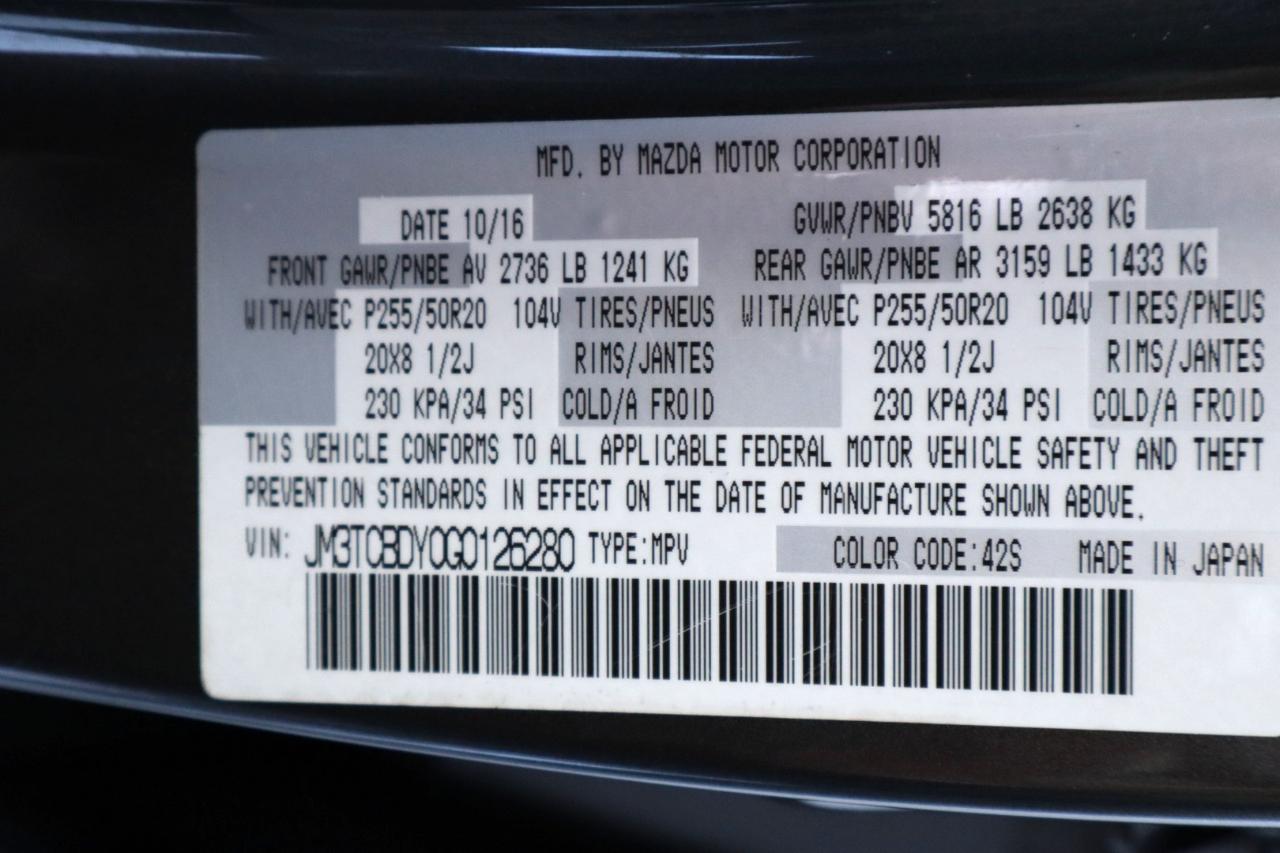 MFD. BY MAZDA MOTOR CORPORATION
DATE 10/16 GVWR/PNBV 5816 LB 2638 KG
FRONT GAWR/PNBE AV 2736 LB 1241 KG REAR GAWR/PNBE AR 3159 LB 1433 KG
WITH/AVEC P255/50R20 104V TIRES/PNEUS WITH/AVEC P255/50R20 104V TIRES/PNEUS
20X8 1/2J RIMS/JANTES 20X8 1/2J RIMS/JANTES
230 KPA/34 PSI COLD/A FROID 230 KPA/34 PSI COLD/A FROID
THIS VEHICLE CONFORMS TO ALL APPLICABLE FEDERAL MOTOR VEHICLE SAFETY AND THEFT
PREVENTION STANDARDS IN EFFECT ON THE DATE OF MANUFACTURE SHOWN ABOVE.
VIN: JM3TCBDY0G0126280 TYPE:MPV COLOR CODE:42S MADE IN JAPAN